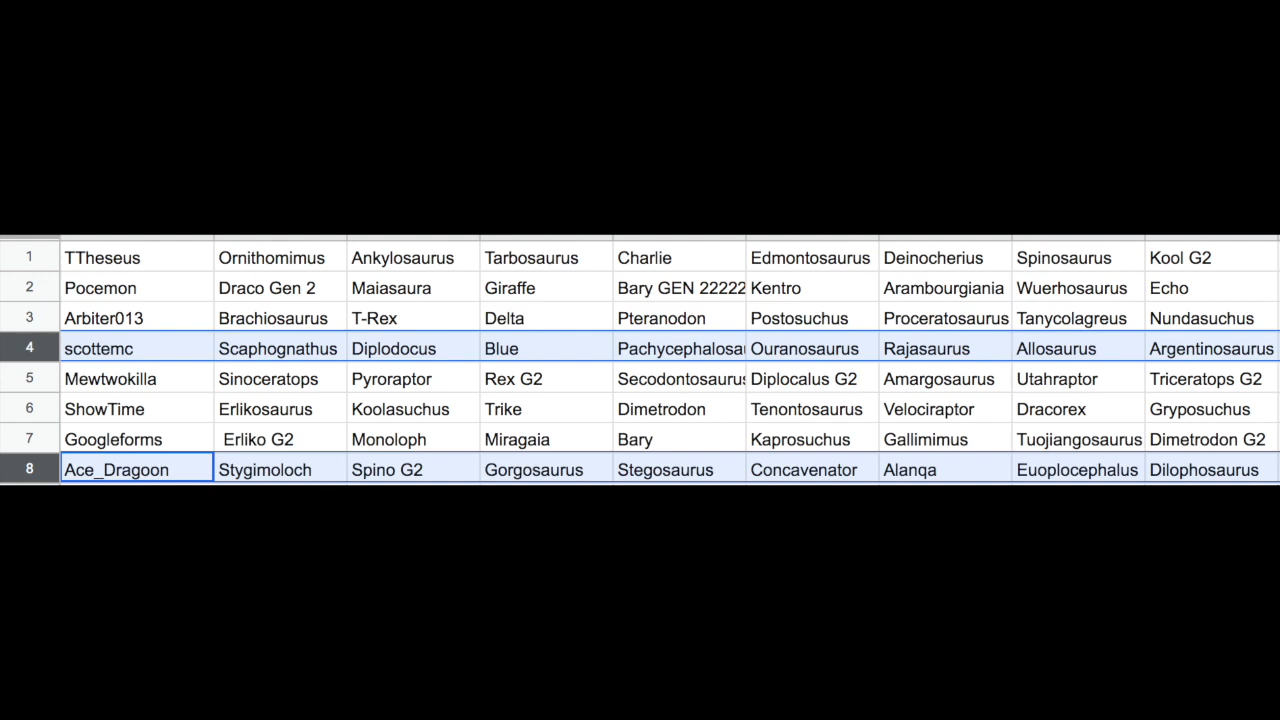 1 TTheseus Ornithomimus Ankylosaurus Tarbosaurus Charlie Edmontosaurus Deinocherius Spinosaurus Kool G2
2 Pocemon Draco Gen 2 Maiasaura Giraffe Bary GEN 22222 Kentro Arambourgiania Wuerhosaurus Echo
3 Arbiter013 Brachiosaurus T-Rex Delta Pteranodon Postosuchus Proceratosaurus Tanycolagreus Nundasuchus
4 scottemc Scaphognathus Diplodocus Blue Pachycephalosau Ouranosaurus Rajasaurus Allosaurus Argentinosaurus
5 Mewtwokilla Sinoceratops Pyroraptor Rex G2 Secodontosaurus Diplocalus G2 Amargosaurus Utahraptor Triceratops G2
6 ShowTime Erlikosaurus Koolasuchus Trike Dimetrodon Tenontosaurus Velociraptor Dracorex Gryposuchus
7 Googleforms Erliko G2 Monoloph Miragaia Bary Kaprosuchus Gallimimus Tuojiangosaurus Dimetrodon G2
8 Ace_Dragoon Stygimoloch Spino G2 Gorgosaurus Stegosaurus Concavenator Alanqa Euoplocephalus Dilophosaurus